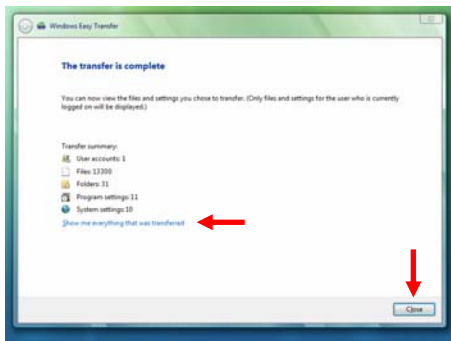 Windows Easy Transfer
The transfer is complete
You can now view the files and settings you chose to transfer. (Only files and settings for the user who is currently
logged on will be displayed.)
Transfer summary:
User accounts: 1
Files 13300
Folders: 31
Program settings: 11
System settings: 10
Show me everything that was transferred
Close